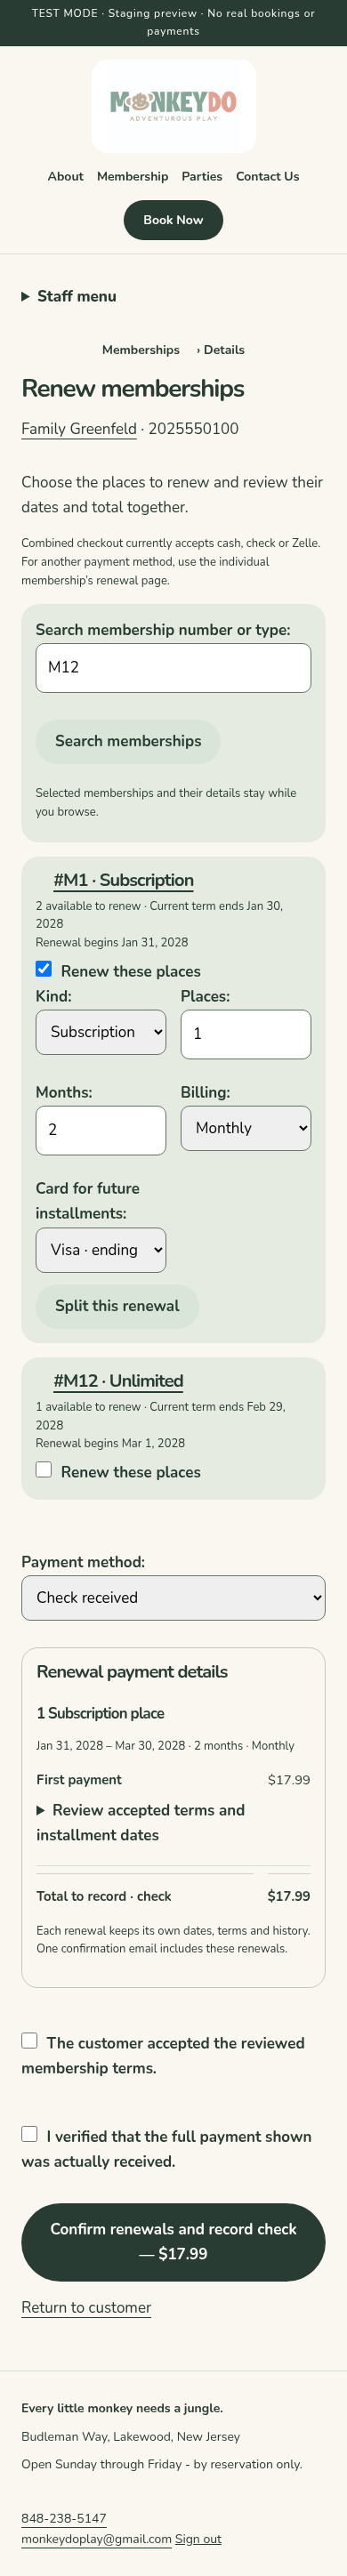 TEST MODE · Staging preview · No real bookings or
payments
MONKEYDO
ADVENTUROUS PLAY
About Membership Parties Contact Us
Book Now
▶ Staff menu
Memberships › Details
Renew memberships
Family Greenfeld · 2025550100
Choose the places to renew and review their
dates and total together.
Combined checkout currently accepts cash, check or Zelle.
For another payment method, use the individual
membership's renewal page.
Search membership number or type:
M12
Search memberships
Selected memberships and their details stay while
you browse.
#M1 · Subscription
2 available to renew · Current term ends Jan 30,
2028
Renewal begins Jan 31, 2028
Renew these places
Kind: Places:
Subscription 1
Months: Billing:
2 Monthly
Card for future
installments:
Visa · ending
Split this renewal
#M12 · Unlimited
1 available to renew · Current term ends Feb 29,
2028
Renewal begins Mar 1, 2028
Renew these places
Payment method:
Check received
Renewal payment details
1 Subscription place
Jan 31, 2028 – Mar 30, 2028 · 2 months · Monthly
First payment $17.99
▶ Review accepted terms and
installment dates
Total to record · check $17.99
Each renewal keeps its own dates, terms and history.
One confirmation email includes these renewals.
The customer accepted the reviewed
membership terms.
I verified that the full payment shown
was actually received.
Confirm renewals and record check
— $17.99
Return to customer
Every little monkey needs a jungle.
Budleman Way, Lakewood, New Jersey
Open Sunday through Friday - by reservation only.
848-238-5147
monkeydoplay@gmail.com Sign out